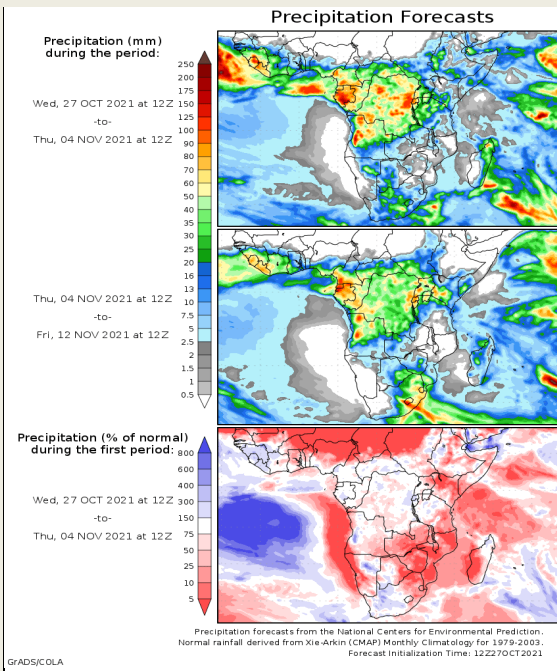 Precipitation Forecasts
Precipitation (mm)
during the period:
Wed, 27 OCT 2021 at 12Z
-to-
Thu, 04 NOV 2021 at 12Z
250
200
175
150
125
100
90
80
70
60
50
40
35
30
25
20
16
13
10
7.5
5
2.5
2
1.5
1
0.5
Thu, 04 NOV 2021 at 12Z
-to-
Fri, 12 NOV 2021 at 12Z
Precipitation (% of normal)
during the first period:
Wed, 27 OCT 2021 at 12Z
-to-
Thu, 04 NOV 2021 at 12Z
800
600
400
300
150
75
50
25
10
5
Precipitation forecasts from the National Centers for Environmental Prediction.
Normal rainfall derived from Xie-Arkin (CMAP) Monthly Climatology for 1979-2003.
Forecast Initialization Time: 12Z27OCT2021
GrADS/COLA